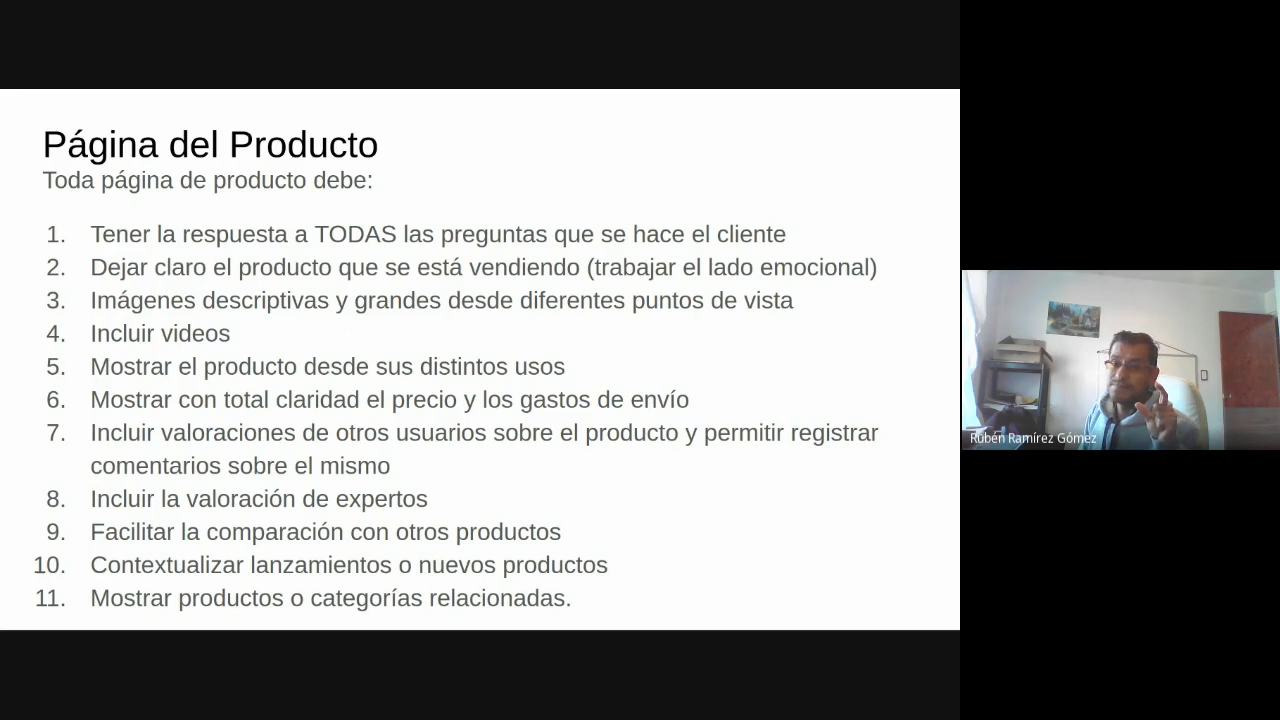 Página del Producto
Toda página de producto debe:
1. Tener la respuesta a TODAS las preguntas que se hace el cliente
2. Dejar claro el producto que se está vendiendo (trabajar el lado emocional)
3. Imágenes descriptivas y grandes desde diferentes puntos de vista
4. Incluir videos
5. Mostrar el producto desde sus distintos usos
6. Mostrar con total claridad el precio y los gastos de envío
7. Incluir valoraciones de otros usuarios sobre el producto y permitir registrar
comentarios sobre el mismo
8. Incluir la valoración de expertos
9. Facilitar la comparación con otros productos
10. Contextualizar lanzamientos o nuevos productos
11. Mostrar productos o categorías relacionadas.
Rubén Ramírez Gómez